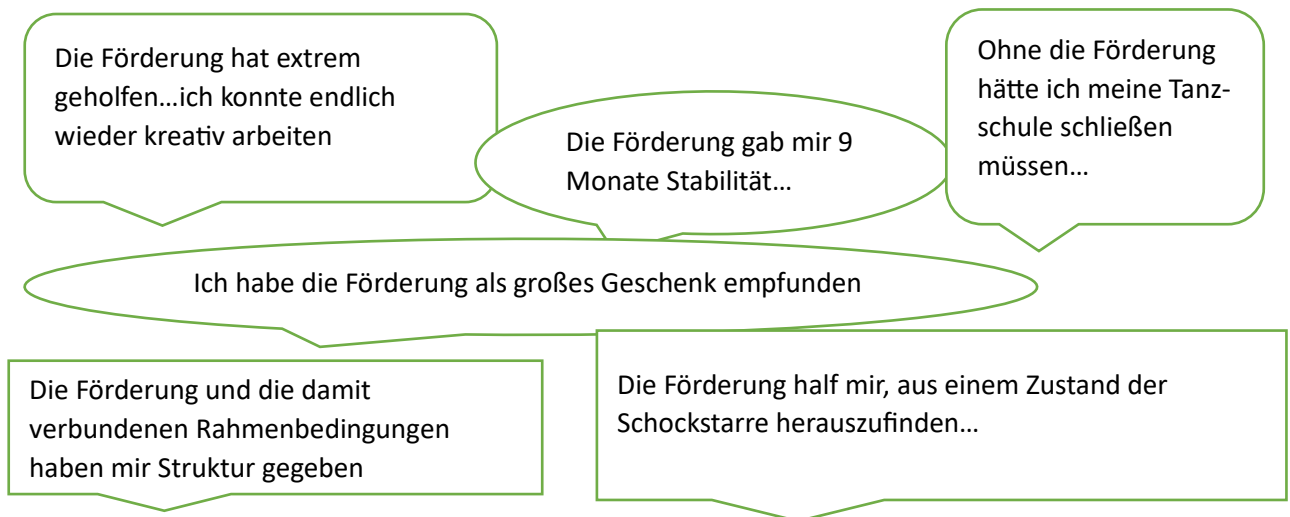 Die Förderung hat extrem
geholfen…ich konnte endlich
wieder kreativ arbeiten
Die Förderung gab mir 9
Monate Stabilität…
Ohne die Förderung
hätte ich meine Tanz-
schule schließen
müssen…
Ich habe die Förderung als großes Geschenk empfunden
Die Förderung und die damit
verbundenen Rahmenbedingungen
haben mir Struktur gegeben
Die Förderung half mir, aus einem Zustand der
Schockstarre herauszufinden…